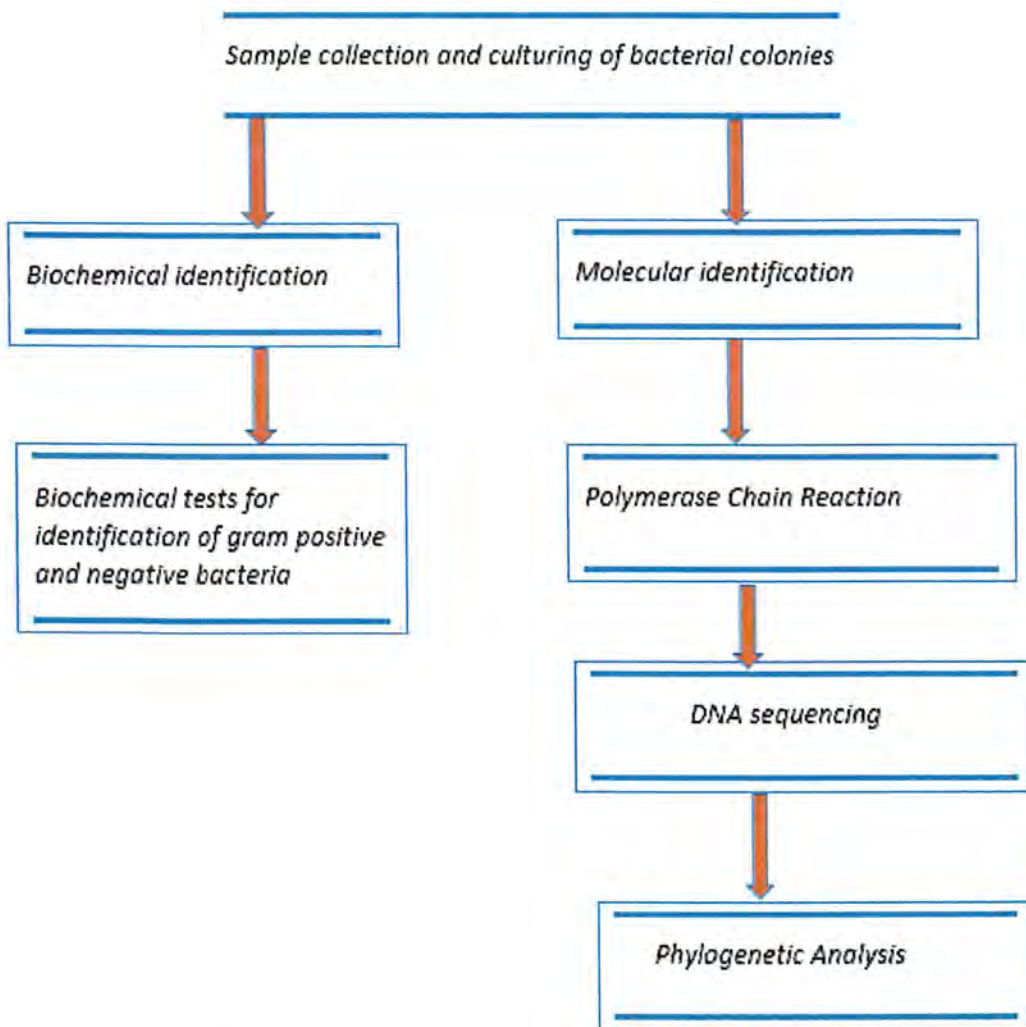 Sample collection and culturing of bacterial colonies
Biochemical identification
Molecular identification
Biochemical tests for
identification of gram positive
and negative bacteria
Polymerase Chain Reaction
DNA sequencing
Phylogenetic Analysis